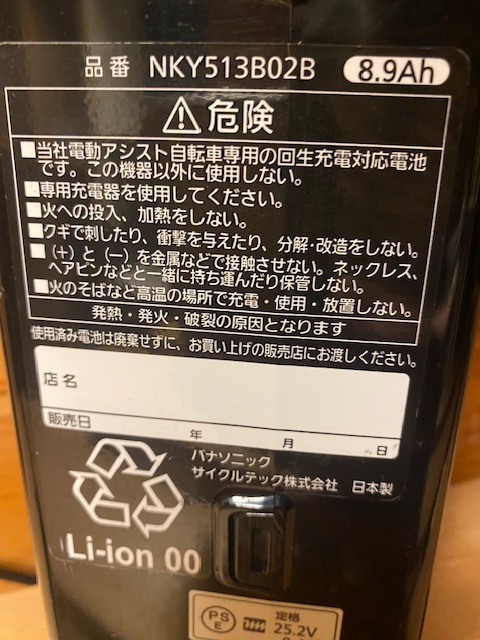 品番 NKY513B02B 8.9Ah
⚠危険
■当社電動アシスト自転車専用の回生充電対応電池
です。この機器以外に使用しない。
■専用充電器を使用してください。
■火への投入、加熱をしない。
■クギで刺したり、衝撃を与えたり、分解・改造をしない。
■(+)と(−)を金属などで接触させない。ネックレス、
ヘアピンなどと一緒に持ち運んだり保管しない。
■火のそばなど高温の場所で充電・使用・放置しない。
発熱・発火・破裂の原因となります
使用済み電池は廃棄せずに、お買い上げの販売店にお渡しください。
店名
販売日 年 月 日
パナソニック
サイクルテック株式会社 日本製
Li-ion 00
PS
E
定格
25.2V